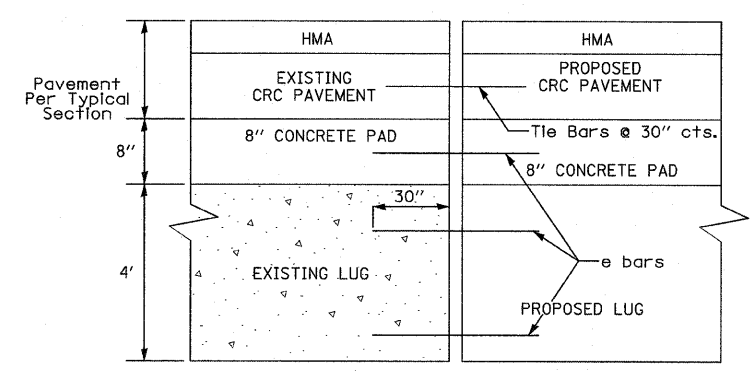 HMA
HMA
EXISTING
CRC PAVEMENT
PROPOSED
CRC PAVEMENT
Pavement
Per Typical
Section
Tie Bars @ 30" cts.
8" CONCRETE PAD
8"
8" CONCRETE PAD
30"
4'
EXISTING LUG
e bars
PROPOSED LUG